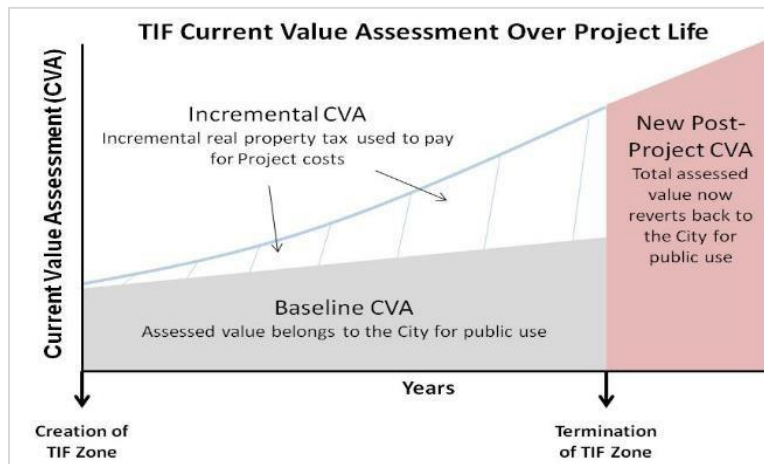 TIF Current Value Assessment Over Project Life
Current Value Assessment (CVA)
Incremental CVA
Incremental real property tax used to pay
for Project costs
New Post-
Project CVA
Total assessed
value now
reverts back to
the City for
public use
Baseline CVA
Assessed value belongs to the City for public use
Years
Creation of
TIF Zone
Termination
of TIF Zone